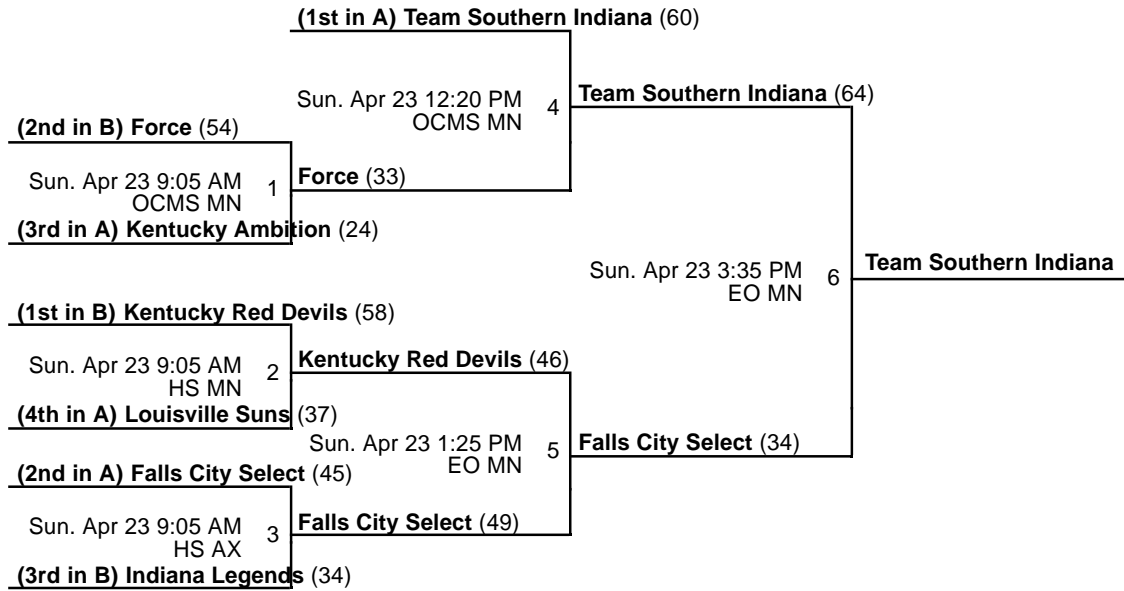 (1st in A) Team Southern Indiana (60)
Sun. Apr 23 12:20 PM 4
OCMS MN
Team Southern Indiana (64)
(2nd in B) Force (54)
Sun. Apr 23 9:05 AM 1
OCMS MN
Force (33)
(3rd in A) Kentucky Ambition (24)
Sun. Apr 23 3:35 PM 6
EO MN
Team Southern Indiana
(1st in B) Kentucky Red Devils (58)
Sun. Apr 23 9:05 AM 2
HS MN
Kentucky Red Devils (46)
(4th in A) Louisville Suns (37)
Sun. Apr 23 1:25 PM 5
EO MN
Falls City Select (34)
(2nd in A) Falls City Select (45)
Sun. Apr 23 9:05 AM 3
HS AX
Falls City Select (49)
(3rd in B) Indiana Legends (34)